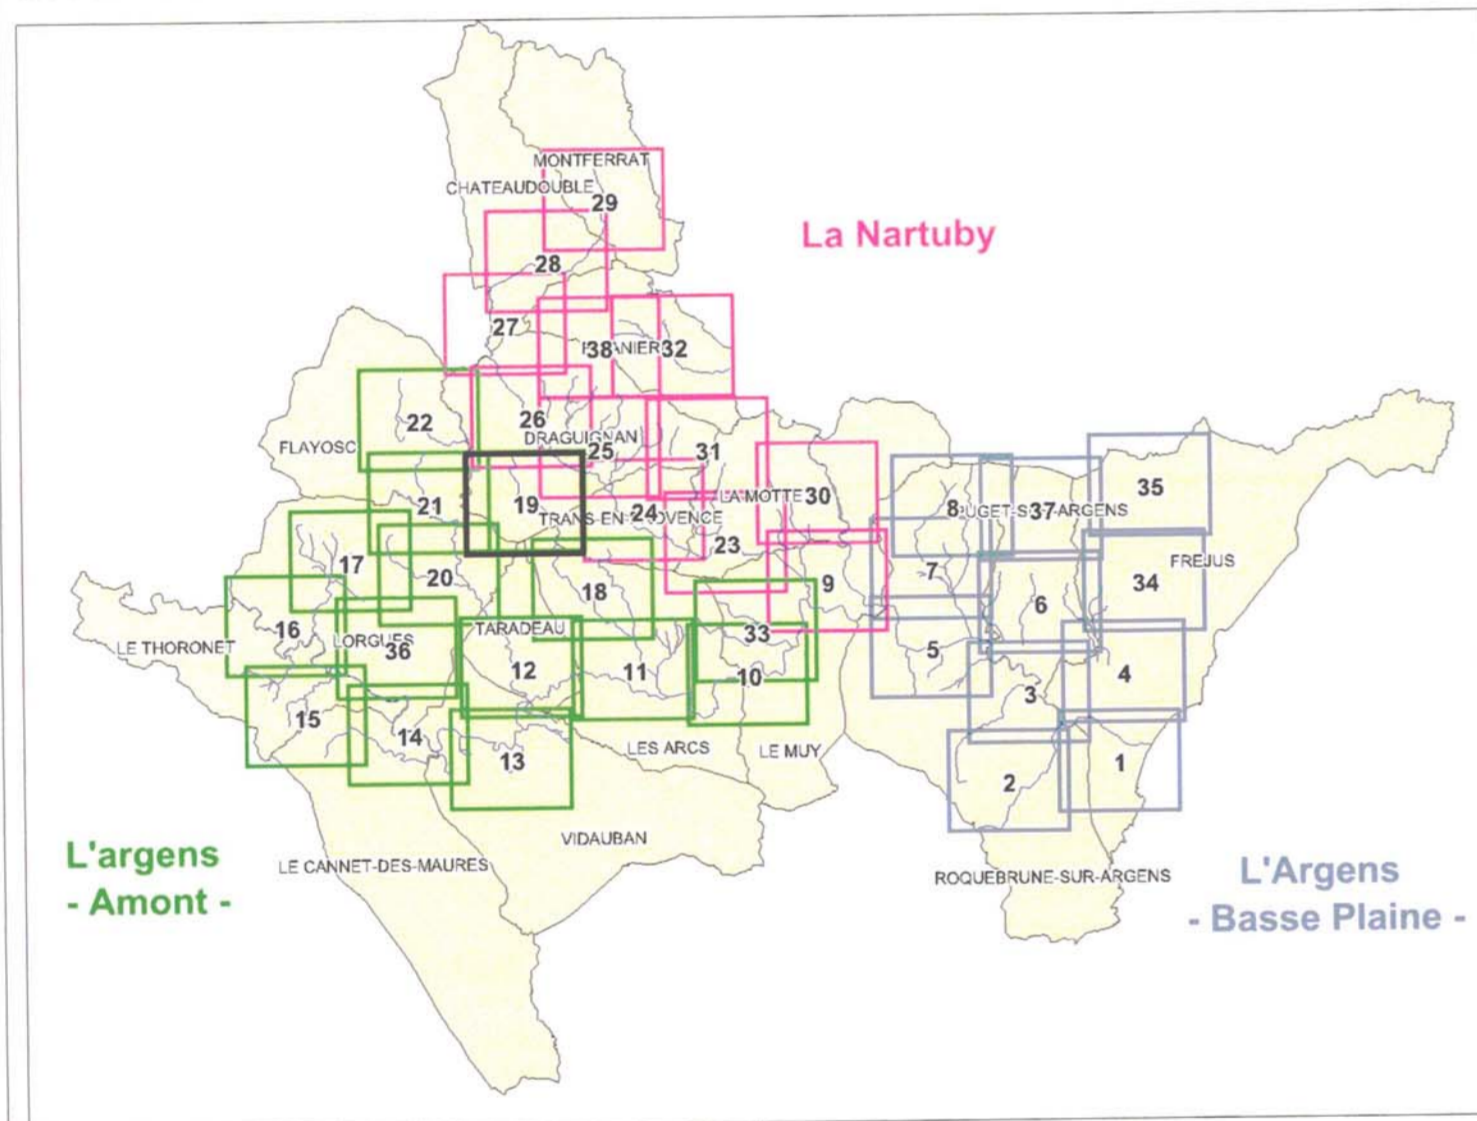 MONTFERRAT
CHATEAUDOUBLE
29
La Nartuby
28
27
38
32
22
26
FLAYOSC
DRAGUIGNAN
25
31
35
21
19
LA MOTTE
30
8
37
TRANS-EN-PROVENCE
24
23
17
20
18
9
7
6
34
FREJUS
16
LE THORONET
LORGUES
36
TARADEAU
12
11
33
10
5
3
4
15
14
13
LES ARCS
LE MUY
2
1
VIDAUBAN
L'argens
- Amont -
LE CANNET-DES-MAURES
ROQUEBRUNE-SUR-ARGENS
L'Argens
- Basse Plaine -